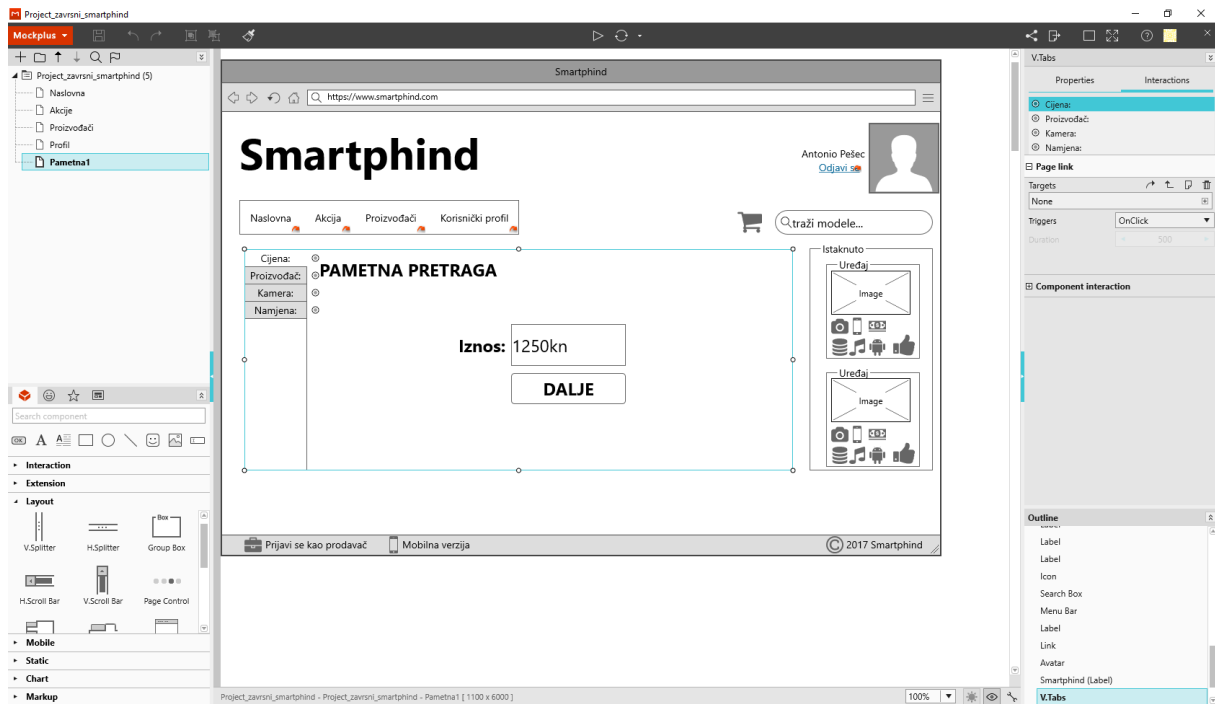 Project_zavrsni_smartphind
Mockplus
Project_zavrsni_smartphind (5)
Naslovna
Akcije
Proizvođači
Profil
Pametna1
Search component
OK
Interaction
Extension
Layout
V.Splitter
H.Splitter
Box
Group Box
H.Scroll Bar
V.Scroll Bar
Page Control
Mobile
Static
Chart
Markup
Smartphind
https://www.smartphind.com
Smartphind
Antonio Pešec
Odjavi se
Naslovna Akcija Proizvođači Korisnički profil
traži modele...
Cijena:
Proizvođač:
Kamera:
Namjena:
PAMETNA PRETRAGA
Iznos: 1250kn
DALJE
Istaknuto
Uređaj
Image
Uređaj
Image
Prijavi se kao prodavač Mobilna verzija © 2017 Smartphind
Project_zavrsni_smartphind - Project_zavrsni_smartphind - Pametna1 [ 1100 x 6000 ]
100%
V.Tabs
Properties Interactions
Cijena:
Proizvođač:
Kamera:
Namjena:
Page link
Targets
None
Triggers OnClick
Duration 500
Component interaction
Outline
Label
Label
Icon
Search Box
Menu Bar
Label
Link
Avatar
Smartphind (Label)
V.Tabs